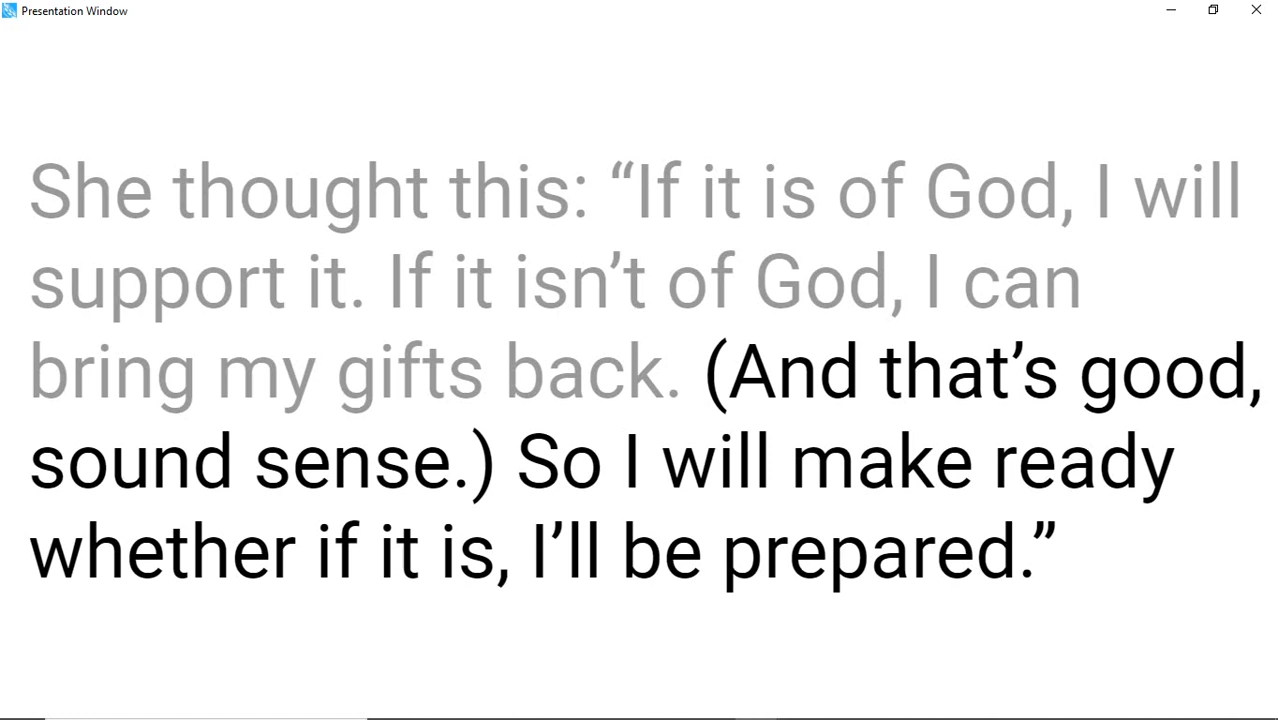 Presentation Window
She thought this: “If it is of God, I will
support it. If it isn’t of God, I can
bring my gifts back. (And that’s good,
sound sense.) So I will make ready
whether if it is, I’ll be prepared.”